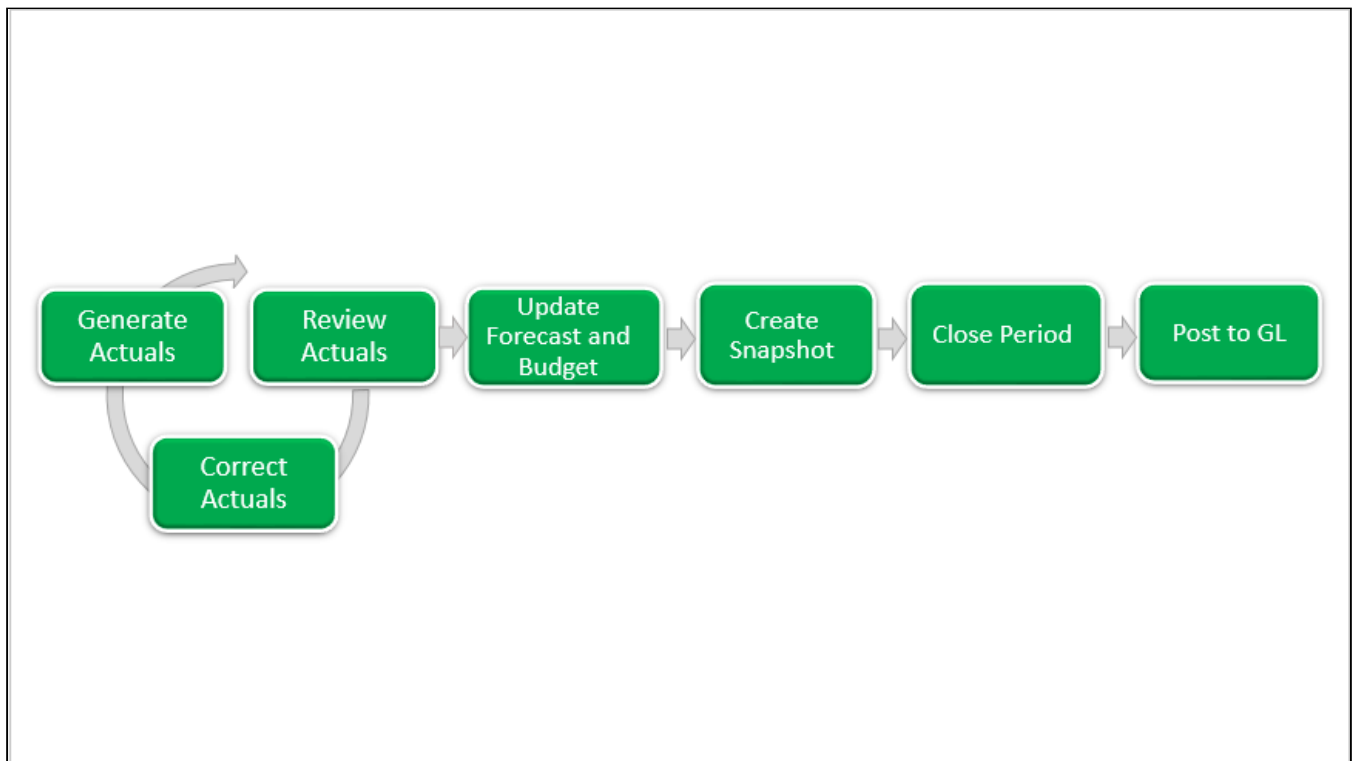 Generate
Actuals
Review
Actuals
Update
Forecast and
Budget
Create
Snapshot
Close Period
Post to GL
Correct
Actuals